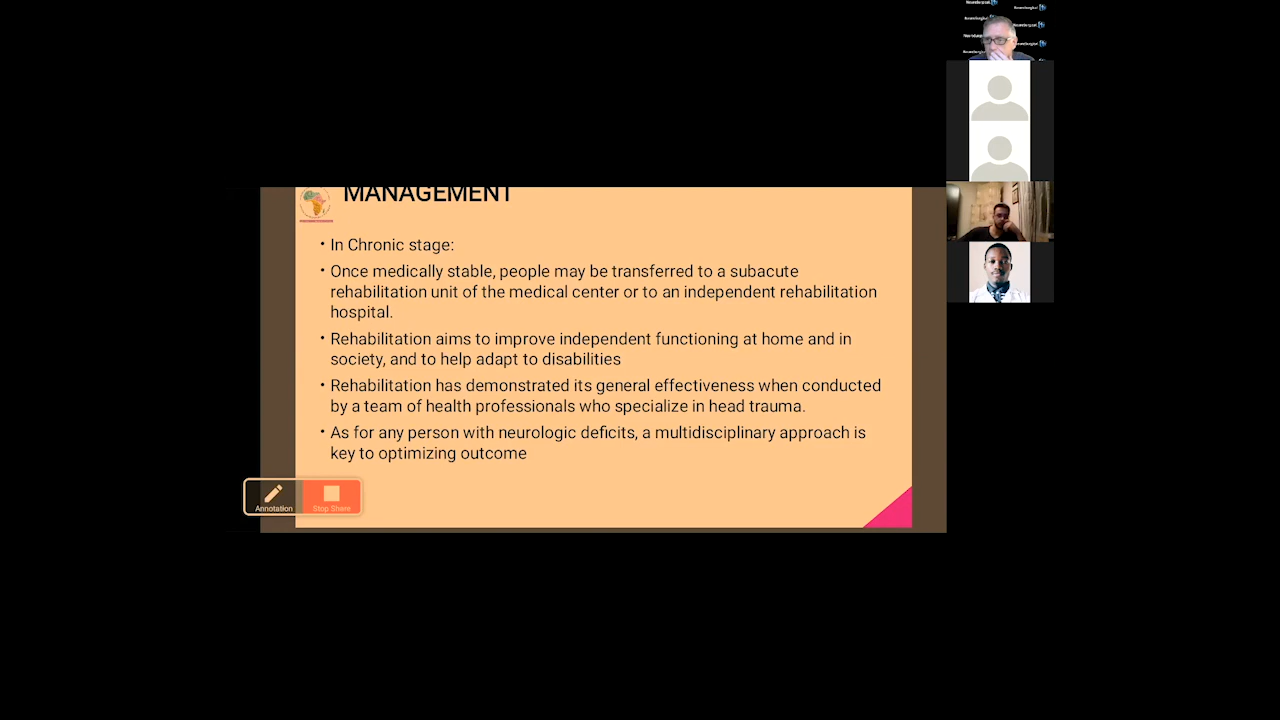 MANAGEMENT
• In Chronic stage:
• Once medically stable, people may be transferred to a subacute
rehabilitation unit of the medical center or to an independent rehabilitation
hospital.
• Rehabilitation aims to improve independent functioning at home and in
society, and to help adapt to disabilities
• Rehabilitation has demonstrated its general effectiveness when conducted
by a team of health professionals who specialize in head trauma.
• As for any person with neurologic deficits, a multidisciplinary approach is
key to optimizing outcome
Annotation
Stop Share